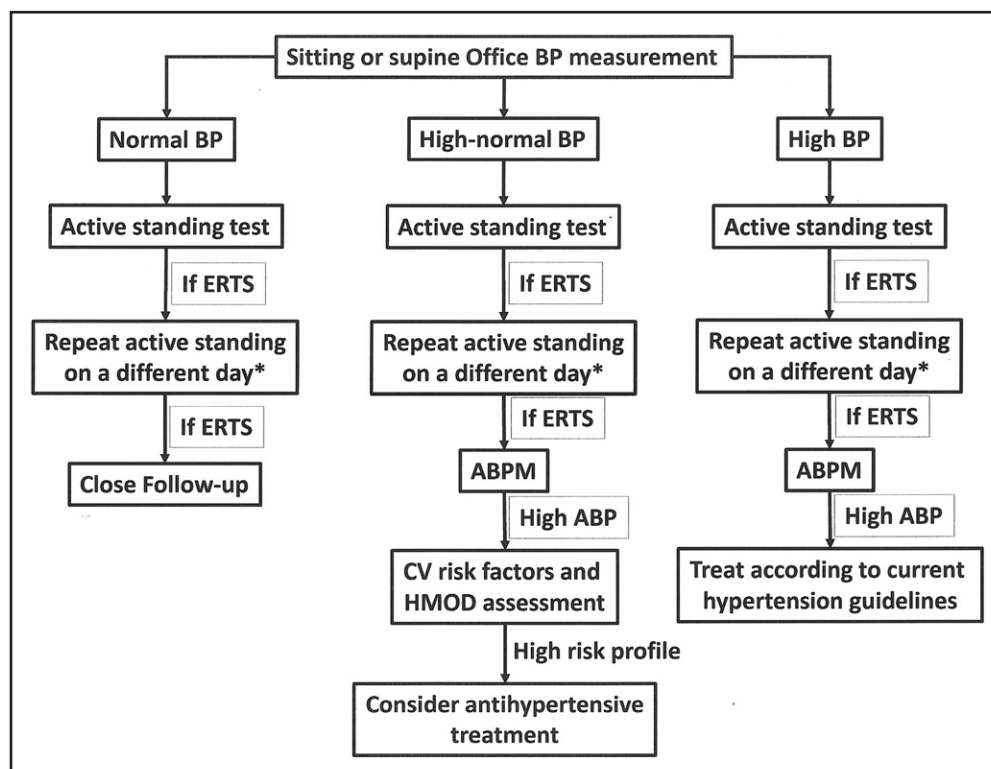 Sitting or supine Office BP measurement
Normal BP
High-normal BP
High BP
Active standing test
Active standing test
Active standing test
If ERTS
If ERTS
If ERTS
Repeat active standing
on a different day*
Repeat active standing
on a different day*
Repeat active standing
on a different day*
If ERTS
If ERTS
If ERTS
Close Follow-up
ABPM
ABPM
High ABP
High ABP
CV risk factors and
HMOD assessment
Treat according to current
hypertension guidelines
High risk profile
Consider antihypertensive
treatment